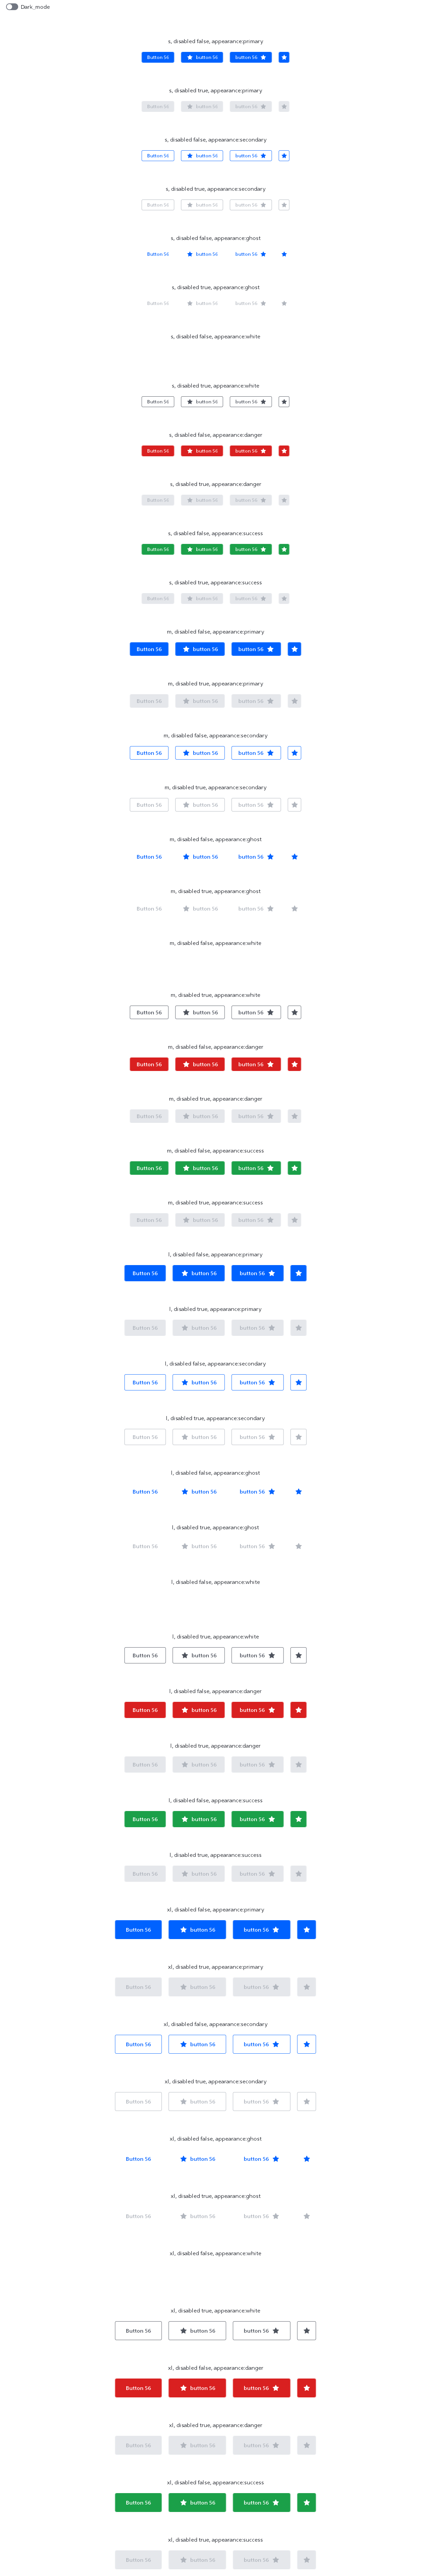 Dark_mode
s, disabled false, appearance:primary
Button 56 button 56 button 56
s, disabled true, appearance:primary
Button 56 button 56 button 56
s, disabled false, appearance:secondary
Button 56 button 56 button 56
s, disabled true, appearance:secondary
Button 56 button 56 button 56
s, disabled false, appearance:ghost
Button 56 button 56 button 56
s, disabled true, appearance:ghost
Button 56 button 56 button 56
s, disabled false, appearance:white
s, disabled true, appearance:white
Button 56 button 56 button 56
s, disabled false, appearance:danger
Button 56 button 56 button 56
s, disabled true, appearance:danger
Button 56 button 56 button 56
s, disabled false, appearance:success
Button 56 button 56 button 56
s, disabled true, appearance:success
Button 56 button 56 button 56
m, disabled false, appearance:primary
Button 56 button 56 button 56
m, disabled true, appearance:primary
Button 56 button 56 button 56
m, disabled false, appearance:secondary
Button 56 button 56 button 56
m, disabled true, appearance:secondary
Button 56 button 56 button 56
m, disabled false, appearance:ghost
Button 56 button 56 button 56
m, disabled true, appearance:ghost
Button 56 button 56 button 56
m, disabled false, appearance:white
m, disabled true, appearance:white
Button 56 button 56 button 56
m, disabled false, appearance:danger
Button 56 button 56 button 56
m, disabled true, appearance:danger
Button 56 button 56 button 56
m, disabled false, appearance:success
Button 56 button 56 button 56
m, disabled true, appearance:success
Button 56 button 56 button 56
l, disabled false, appearance:primary
Button 56 button 56 button 56
l, disabled true, appearance:primary
Button 56 button 56 button 56
l, disabled false, appearance:secondary
Button 56 button 56 button 56
l, disabled true, appearance:secondary
Button 56 button 56 button 56
l, disabled false, appearance:ghost
Button 56 button 56 button 56
l, disabled true, appearance:ghost
Button 56 button 56 button 56
l, disabled false, appearance:white
l, disabled true, appearance:white
Button 56 button 56 button 56
l, disabled false, appearance:danger
Button 56 button 56 button 56
l, disabled true, appearance:danger
Button 56 button 56 button 56
l, disabled false, appearance:success
Button 56 button 56 button 56
l, disabled true, appearance:success
Button 56 button 56 button 56
xl, disabled false, appearance:primary
Button 56 button 56 button 56
xl, disabled true, appearance:primary
Button 56 button 56 button 56
xl, disabled false, appearance:secondary
Button 56 button 56 button 56
xl, disabled true, appearance:secondary
Button 56 button 56 button 56
xl, disabled false, appearance:ghost
Button 56 button 56 button 56
xl, disabled true, appearance:ghost
Button 56 button 56 button 56
xl, disabled false, appearance:white
xl, disabled true, appearance:white
Button 56 button 56 button 56
xl, disabled false, appearance:danger
Button 56 button 56 button 56
xl, disabled true, appearance:danger
Button 56 button 56 button 56
xl, disabled false, appearance:success
Button 56 button 56 button 56
xl, disabled true, appearance:success
Button 56 button 56 button 56